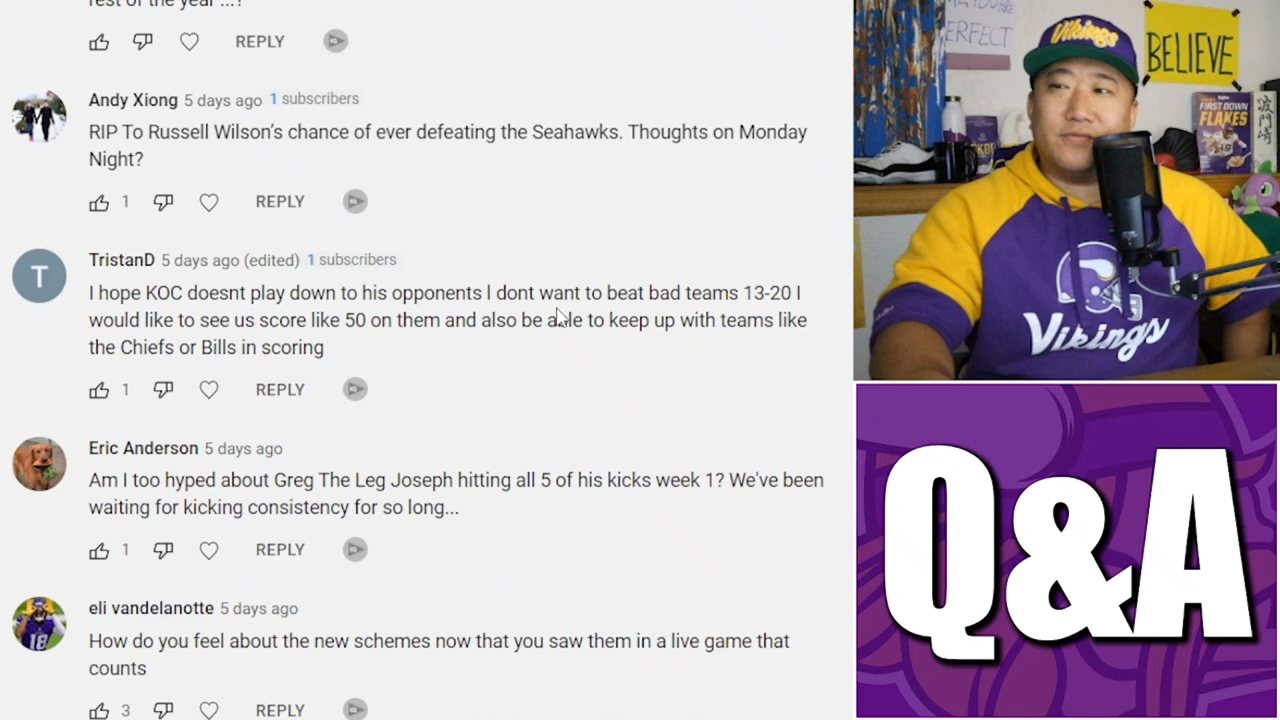 rest of the year ...?
REPLY
Andy Xiong 5 days ago 1 subscribers
RIP To Russell Wilson’s chance of ever defeating the Seahawks. Thoughts on Monday
Night?
1 REPLY
T
TristanD 5 days ago (edited) 1 subscribers
I hope KOC doesnt play down to his opponents I dont want to beat bad teams 13-20 I
would like to see us score like 50 on them and also be able to keep up with teams like
the Chiefs or Bills in scoring
1 REPLY
Eric Anderson 5 days ago
Am I too hyped about Greg The Leg Joseph hitting all 5 of his kicks week 1? We've been
waiting for kicking consistency for so long...
1 REPLY
18
eli vandelanotte 5 days ago
How do you feel about the new schemes now that you saw them in a live game that
counts
3 REPLY
PERFECT
Vikings
BELIEVE
FIRST DOWN
FLAKES
波
門
崎
Vikings
Q&A